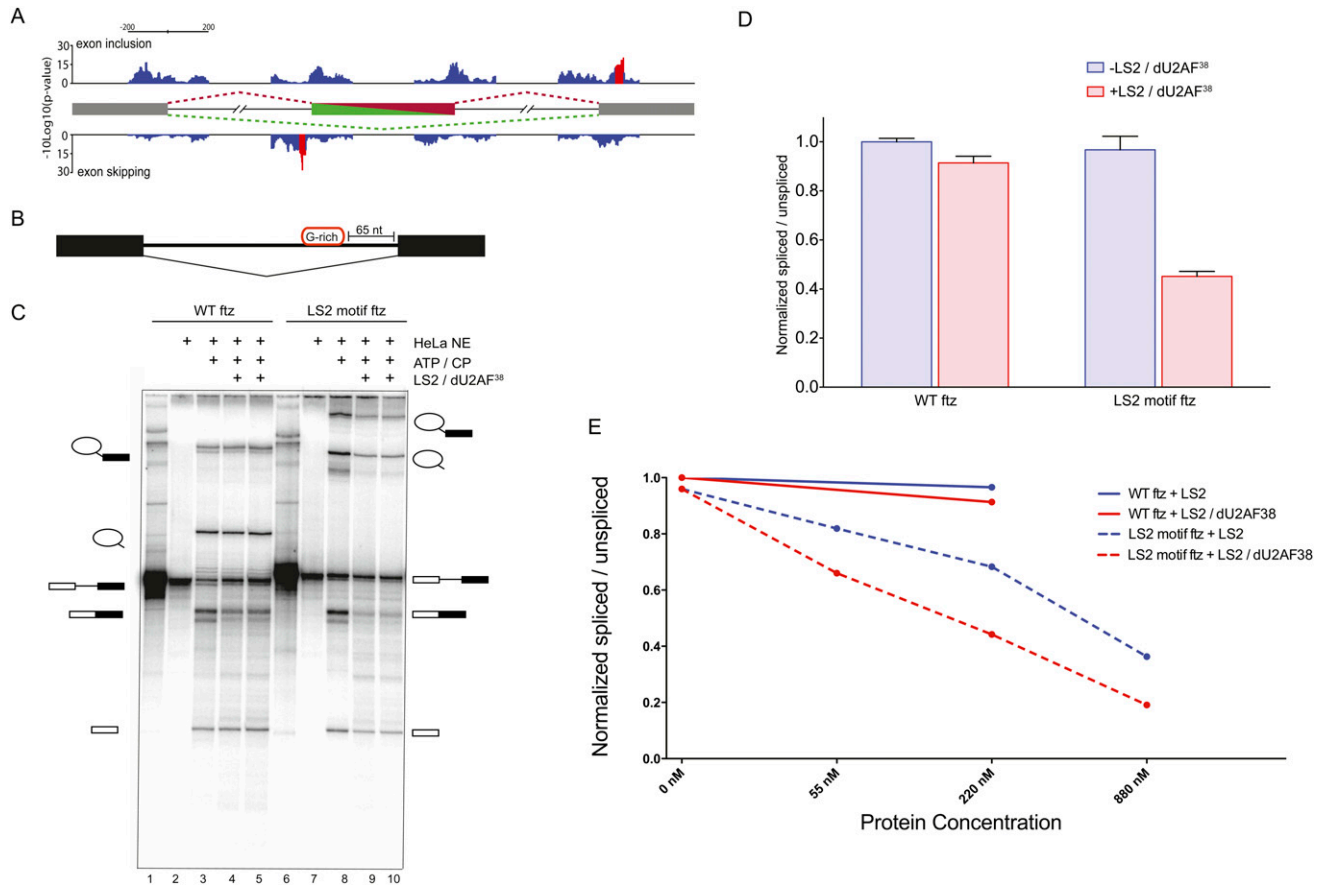 A
-200 200
exon inclusion
30
15
0
-10Log10(p-value)
0
15
30
exon skipping
B
G-rich
65 nt
C
WT ftz LS2 motif ftz
+ + + + + + + + HeLa NE
+ + + + + + ATP / CP
+ + + + LS2 / dU2AF38
1 2 3 4 5 6 7 8 9 10
D
-LS2 / dU2AF38
+LS2 / dU2AF38
Normalized spliced / unspliced
1.0
0.8
0.6
0.4
0.2
0.0
WT ftz LS2 motif ftz
E
Normalized spliced / unspliced
1.0
0.8
0.6
0.4
0.2
0.0
0 nM 55 nM 220 nM 880 nM
Protein Concentration
WT ftz + LS2
WT ftz + LS2 / dU2AF38
LS2 motif ftz + LS2
LS2 motif ftz + LS2 / dU2AF38